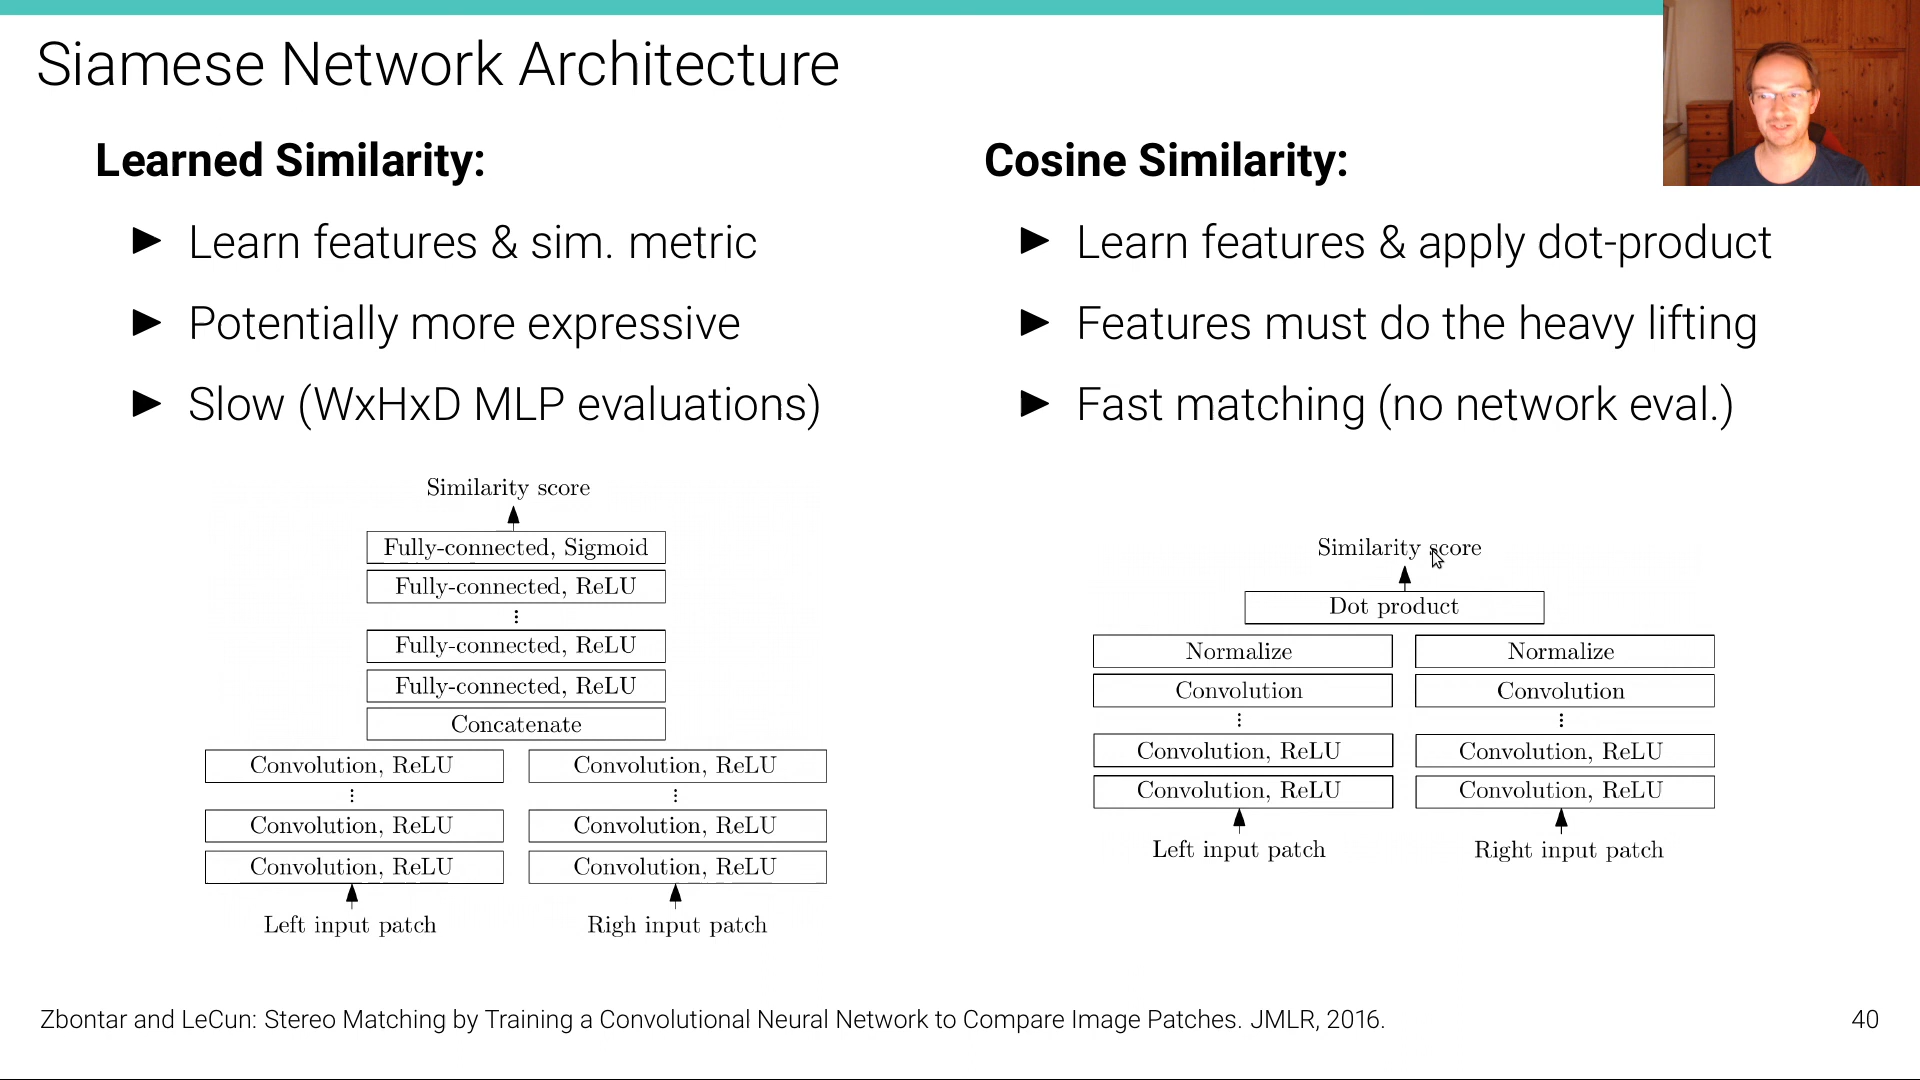 Siamese Network Architecture
Learned Similarity:
► Learn features & sim. metric
► Potentially more expressive
► Slow (WxHxD MLP evaluations)
Similarity score
Fully-connected, Sigmoid
Fully-connected, ReLU
⋮
Fully-connected, ReLU
Fully-connected, ReLU
Concatenate
Convolution, ReLU Convolution, ReLU
⋮ ⋮
Convolution, ReLU Convolution, ReLU
Convolution, ReLU Convolution, ReLU
Left input patch Righ input patch
Cosine Similarity:
► Learn features & apply dot-product
► Features must do the heavy lifting
► Fast matching (no network eval.)
Similarity score
Dot product
Normalize Normalize
Convolution Convolution
⋮ ⋮
Convolution, ReLU Convolution, ReLU
Convolution, ReLU Convolution, ReLU
Left input patch Right input patch
Zbontar and LeCun: Stereo Matching by Training a Convolutional Neural Network to Compare Image Patches. JMLR, 2016.
40